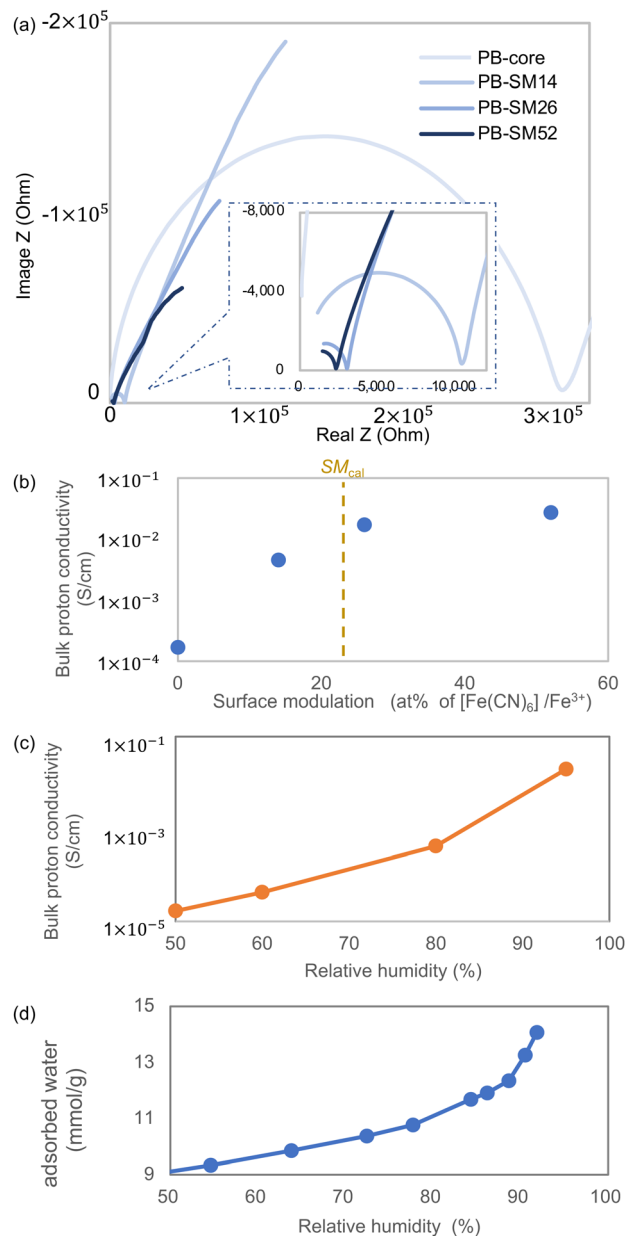 (a)
-2×10⁵
-1×10⁵
0
Image Z (Ohm)
PB-core
PB-SM14
PB-SM26
PB-SM52
-8,000
-4,000
0
0
5,000
10,000
0
1×10⁵
2×10⁵
3×10⁵
Real Z (Ohm)
(b)
SMcal
1×10⁻¹
1×10⁻²
1×10⁻³
1×10⁻⁴
Bulk proton conductivity
(S/cm)
0
20
40
60
Surface modulation (at% of [Fe(CN)₆] /Fe³⁺)
(c)
1×10⁻¹
1×10⁻³
1×10⁻⁵
Bulk proton conductivity
(S/cm)
50
60
70
80
90
100
Relative humidity (%)
(d)
15
13
11
9
adsorbed water
(mmol/g)
50
60
70
80
90
100
Relative humidity (%)